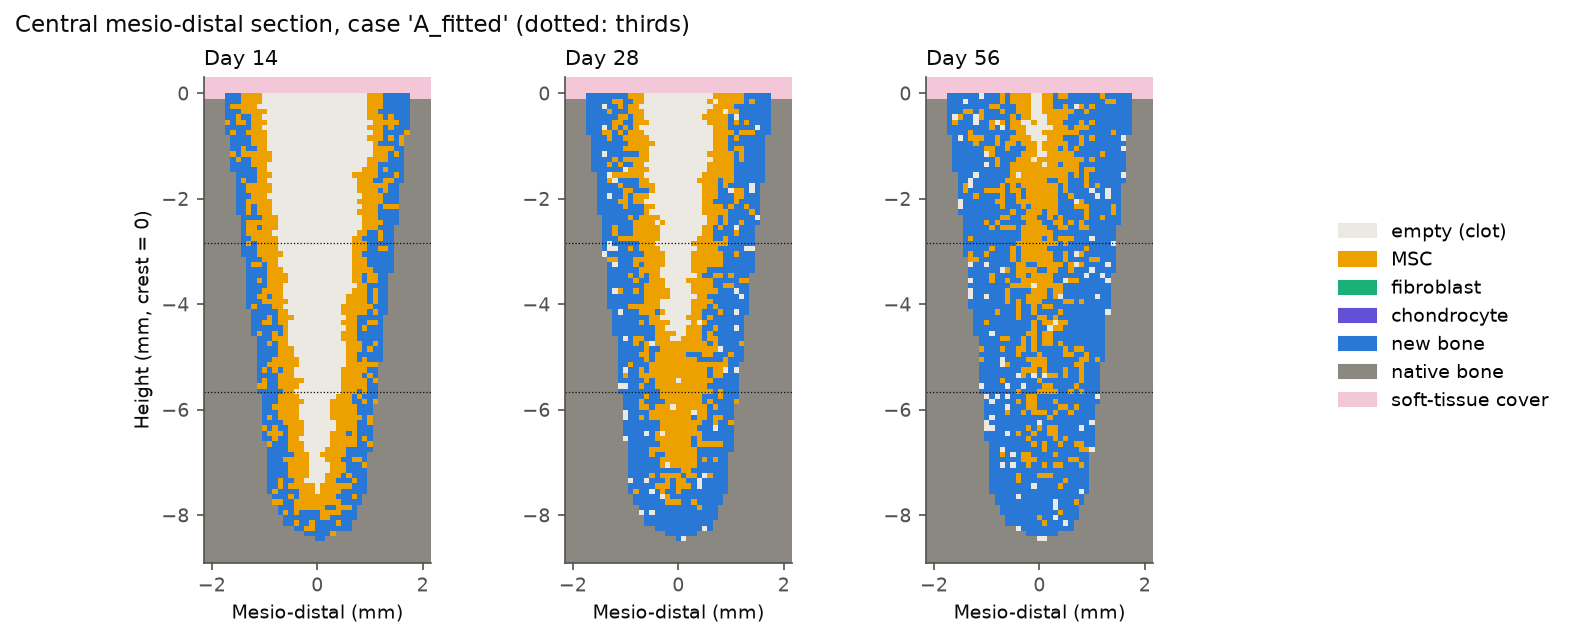 Central mesio-distal section, case 'A_fitted' (dotted: thirds)
Day 14
Day 28
Day 56
Height (mm, crest = 0)
0
−2
−4
−6
−8
0
−2
−4
−6
−8
0
−2
−4
−6
−8
−2
0
2
−2
0
2
−2
0
2
Mesio-distal (mm)
Mesio-distal (mm)
Mesio-distal (mm)
empty (clot)
MSC
fibroblast
chondrocyte
new bone
native bone
soft-tissue cover